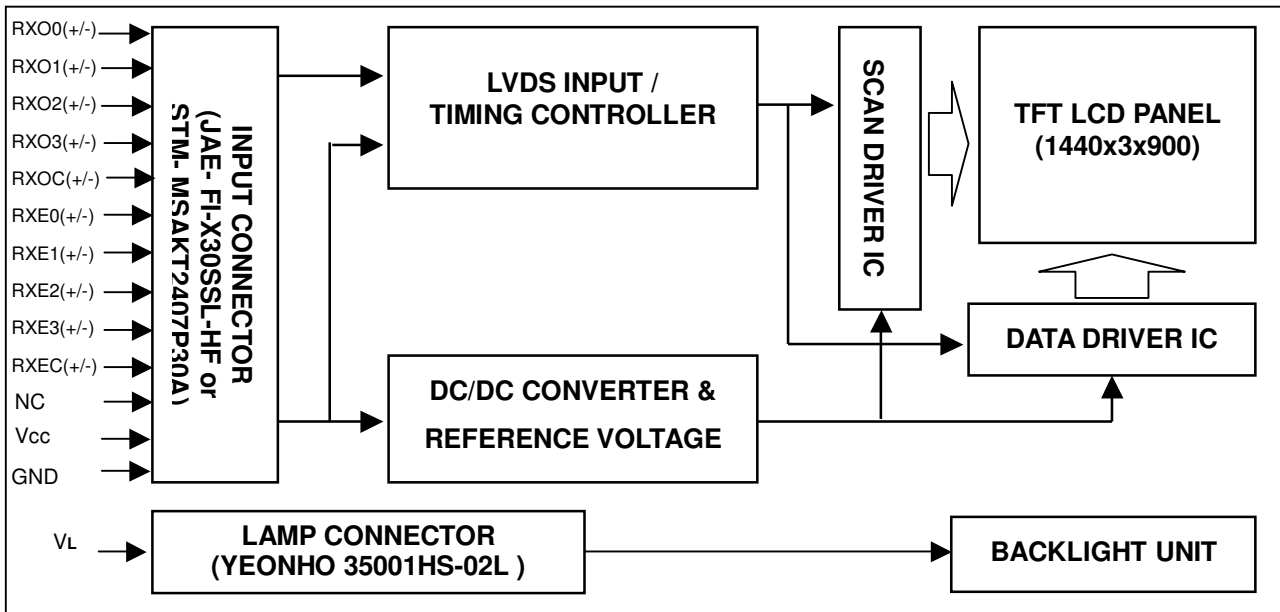 RXO0(+/-)
RXO1(+/-)
RXO2(+/-)
RXO3(+/-)
RXOC(+/-)
RXE0(+/-)
RXE1(+/-)
RXE2(+/-)
RXE3(+/-)
RXEC(+/-)
NC
Vcc
GND
VL
INPUT CONNECTOR
(JAE- FI-X30SSL-HF or
STM- MSAKT2407P30A)
LVDS INPUT /
TIMING CONTROLLER
DC/DC CONVERTER &
REFERENCE VOLTAGE
SCAN DRIVER IC
TFT LCD PANEL
(1440x3x900)
DATA DRIVER IC
LAMP CONNECTOR
(YEONHO 35001HS-02L )
BACKLIGHT UNIT